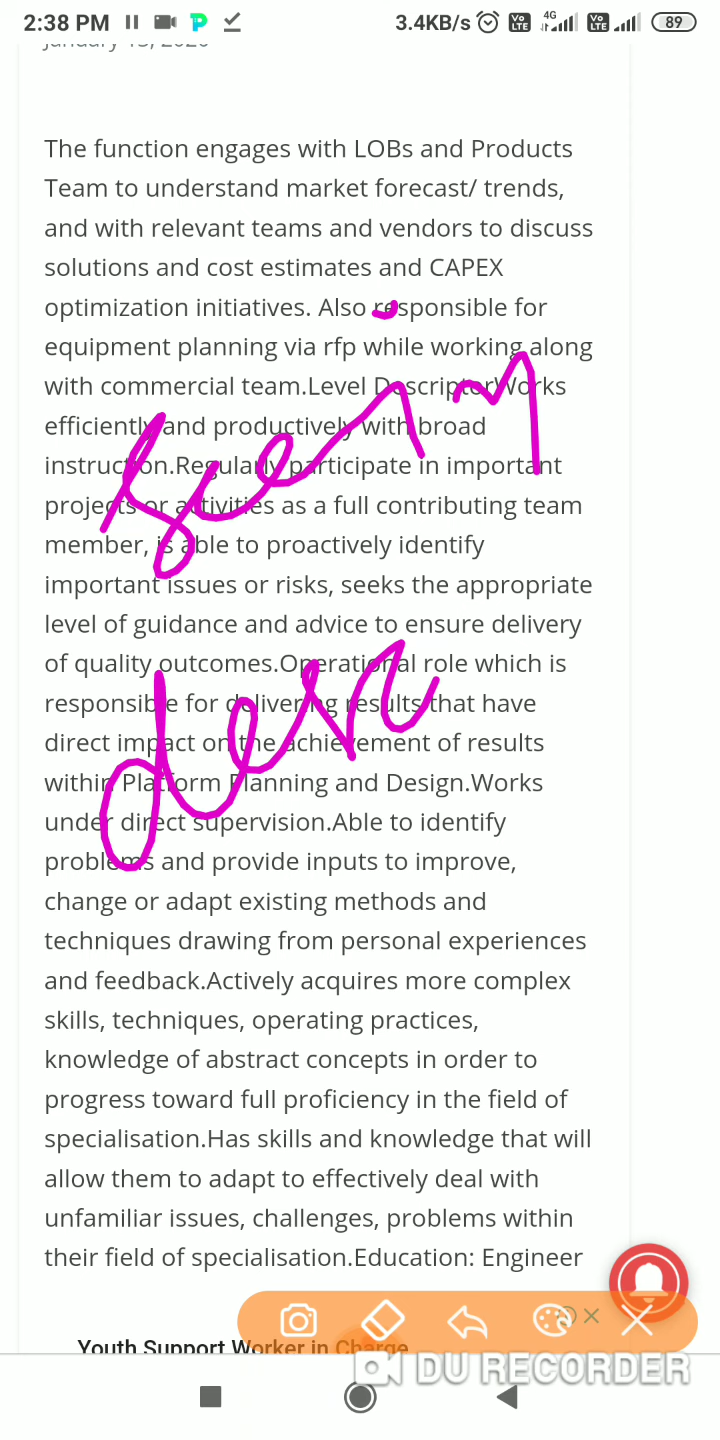 2:38 PM 3.4KB/s Vo LTE 4G Vo LTE 89
January 15, 2020
The function engages with LOBs and Products
Team to understand market forecast/ trends,
and with relevant teams and vendors to discuss
solutions and cost estimates and CAPEX
optimization initiatives. Also responsible for
equipment planning via rfp while working along
with commercial team.Level DescriptorWorks
efficiently and productively with broad
instruction.Regularly participate in important
projects or activities as a full contributing team
member, is able to proactively identify
important issues or risks, seeks the appropriate
level of guidance and advice to ensure delivery
of quality outcomes.Operational role which is
responsible for delivering results that have
direct impact on the achievement of results
within Platform Planning and Design.Works
under direct supervision.Able to identify
problems and provide inputs to improve,
change or adapt existing methods and
techniques drawing from personal experiences
and feedback.Actively acquires more complex
skills, techniques, operating practices,
knowledge of abstract concepts in order to
progress toward full proficiency in the field of
specialisation.Has skills and knowledge that will
allow them to adapt to effectively deal with
unfamiliar issues, challenges, problems within
their field of specialisation.Education: Engineer
Youth Support Worker in Charge
DU RECORDER